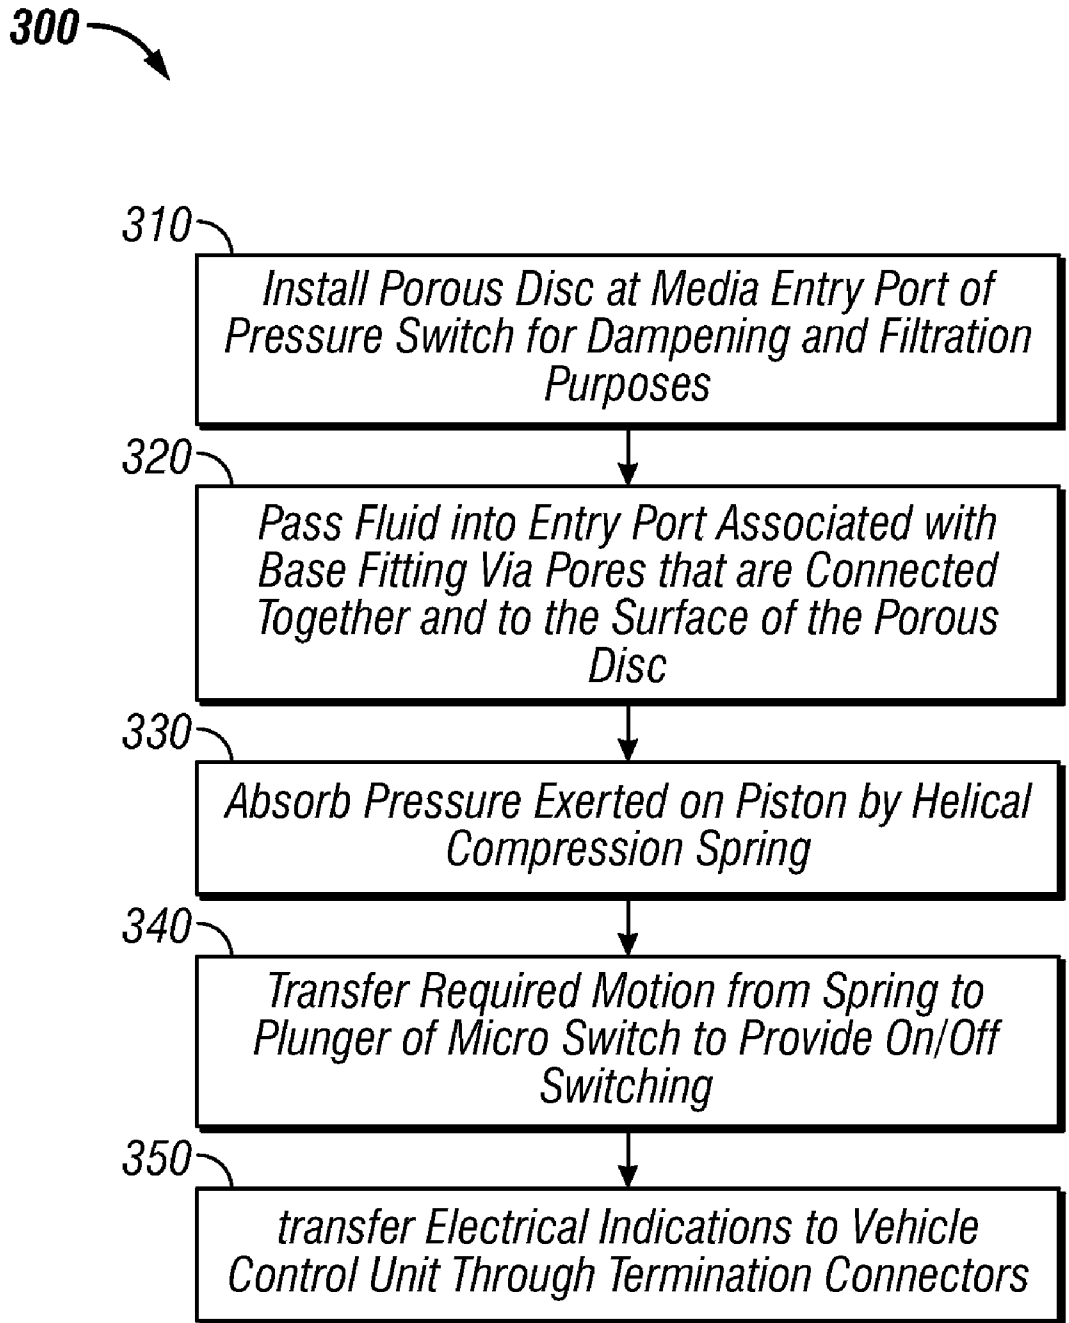 300
310
Install Porous Disc at Media Entry Port of
Pressure Switch for Dampening and Filtration
Purposes
320
Pass Fluid into Entry Port Associated with
Base Fitting Via Pores that are Connected
Together and to the Surface of the Porous
Disc
330
Absorb Pressure Exerted on Piston by Helical
Compression Spring
340
Transfer Required Motion from Spring to
Plunger of Micro Switch to Provide On/Off
Switching
350
transfer Electrical Indications to Vehicle
Control Unit Through Termination Connectors